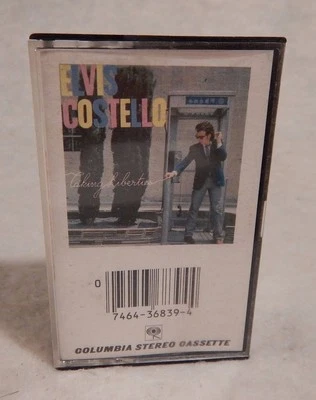 ELVIS
COSTELLO
Taking Liberties
0
7464-36839-4
COLUMBIA STEREO CASSETTE